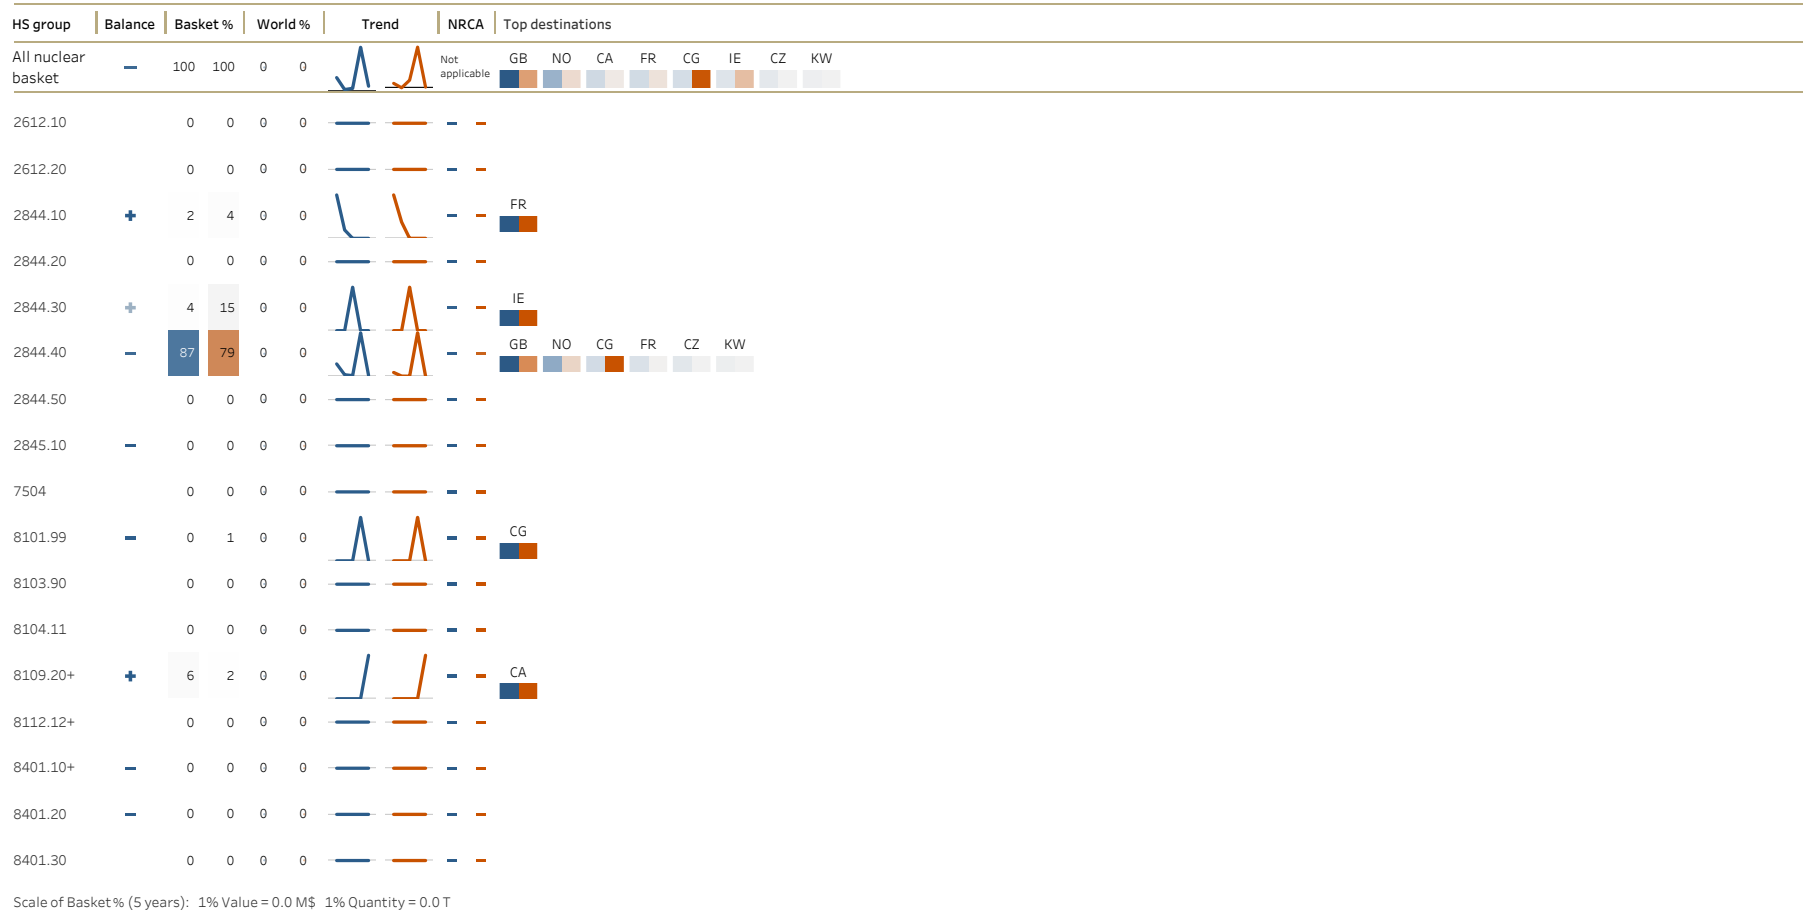 HS group Balance Basket % World % Trend NRCA Top destinations
All nuclear basket 100 100 0 0 Not applicable GB NO CA FR CG IE CZ KW
2612.10 0 0 0 0
2612.20 0 0 0 0
2844.10 2 4 0 0 FR
2844.20 0 0 0 0
2844.30 4 15 0 0 IE
2844.40 87 79 0 0 GB NO CG FR CZ KW
2844.50 0 0 0 0
2845.10 0 0 0 0
7504 0 0 0 0
8101.99 0 1 0 0 CG
8103.90 0 0 0 0
8104.11 0 0 0 0
8109.20+ 6 2 0 0 CA
8112.12+ 0 0 0 0
8401.10+ 0 0 0 0
8401.20 0 0 0 0
8401.30 0 0 0 0
Scale of Basket % (5 years): 1% Value = 0.0 M$ 1% Quantity = 0.0 T